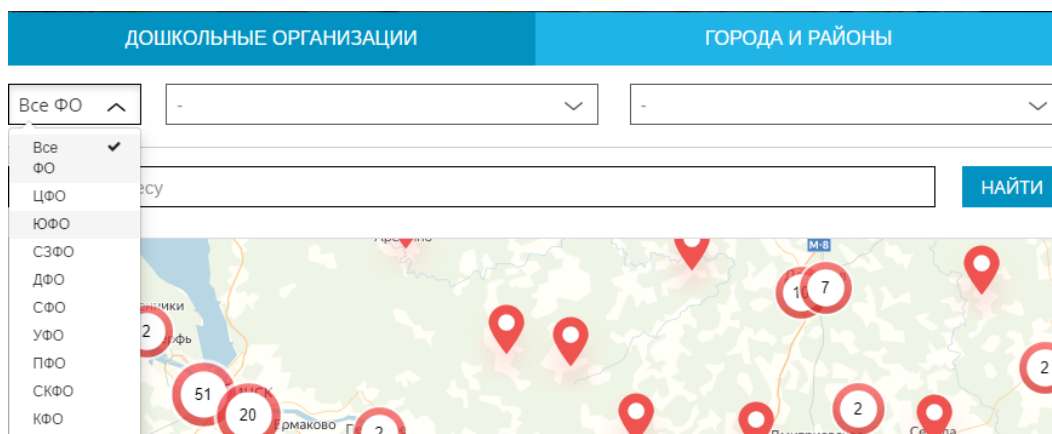 ДОШКОЛЬНЫЕ ОРГАНИЗАЦИИ
ГОРОДА И РАЙОНЫ
Все ФО
-
-
Все
ФО
ЦФО
ЮФО
СЗФО
ДФО
СФО
УФО
ПФО
СКФО
КФО
НАЙТИ
М-8
7
2
51
20
2
Ермаково
2
2